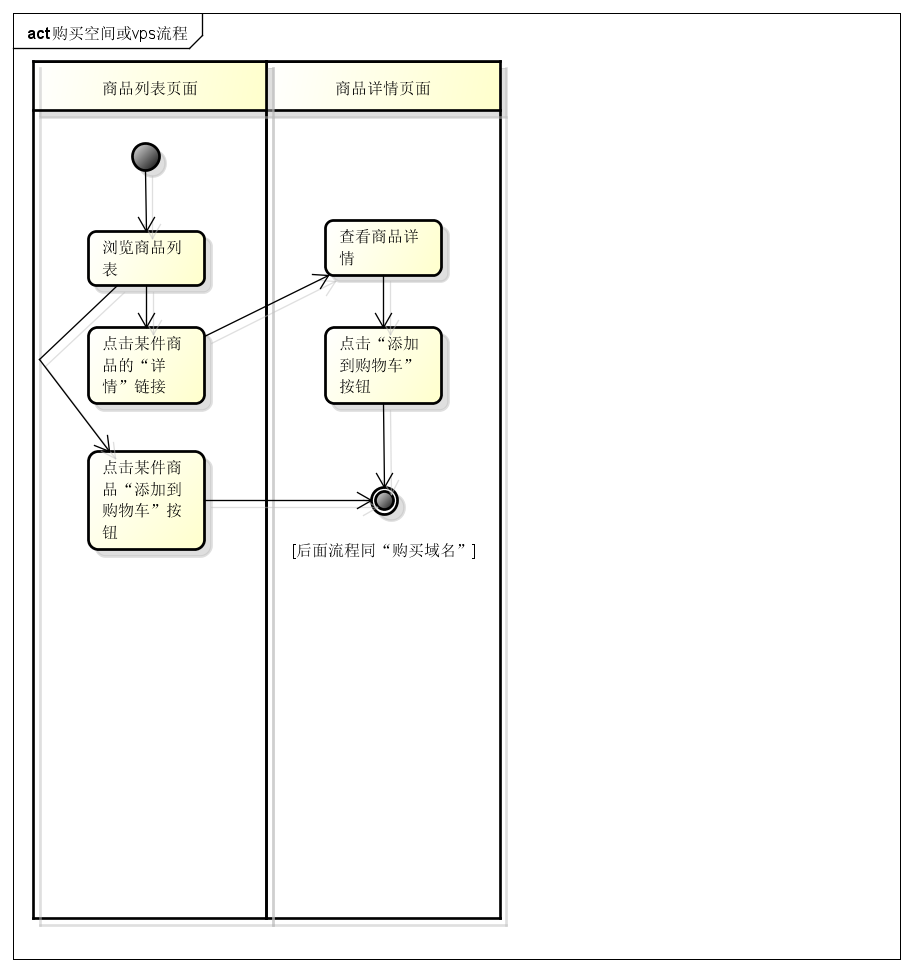 act 购买空间或vps流程
商品列表页面
商品详情页面
浏览商品列
表
查看商品详
情
点击某件商
品的“详
情”链接
点击“添加
到购物车”
按钮
点击某件商
品“添加到
购物车”按
钮
[后面流程同“购买域名”]